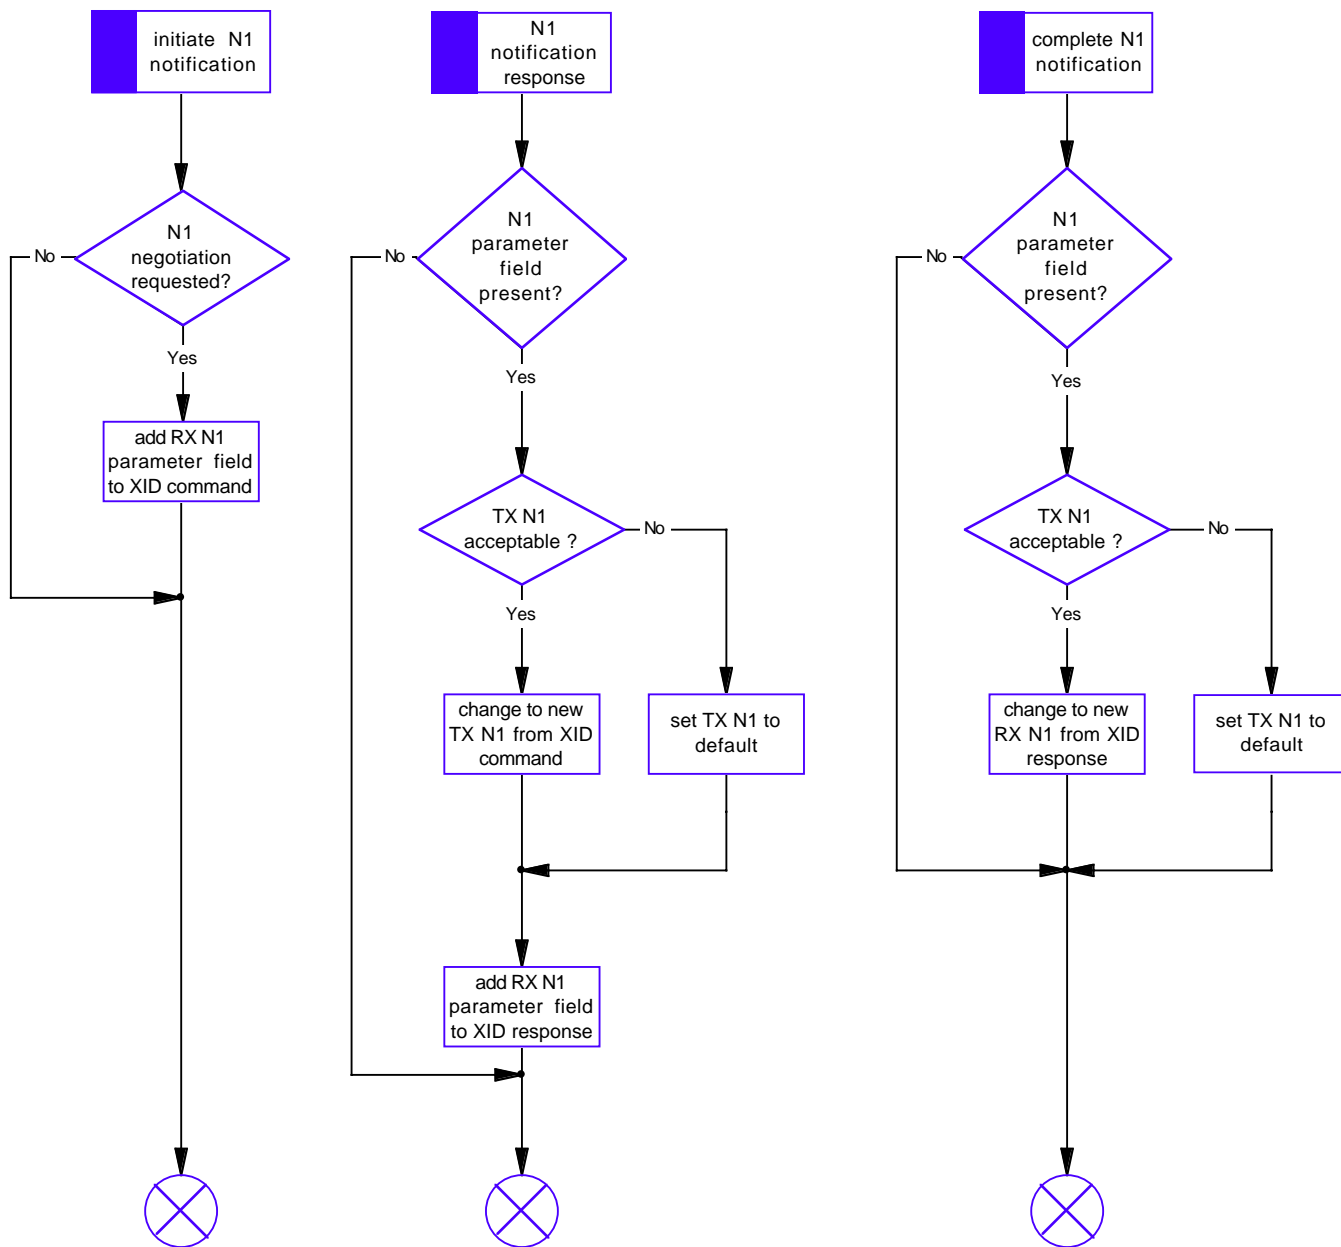 initiate N1
notification
N1
negotiation
requested?
No
Yes
add RX N1
parameter field
to XID command
N1
notification
response
N1
parameter
field
present?
No
Yes
TX N1
acceptable ?
No
Yes
change to new
TX N1 from XID
command
set TX N1 to
default
add RX N1
parameter field
to XID response
complete N1
notification
N1
parameter
field
present?
No
Yes
TX N1
acceptable ?
No
Yes
change to new
RX N1 from XID
response
set TX N1 to
default